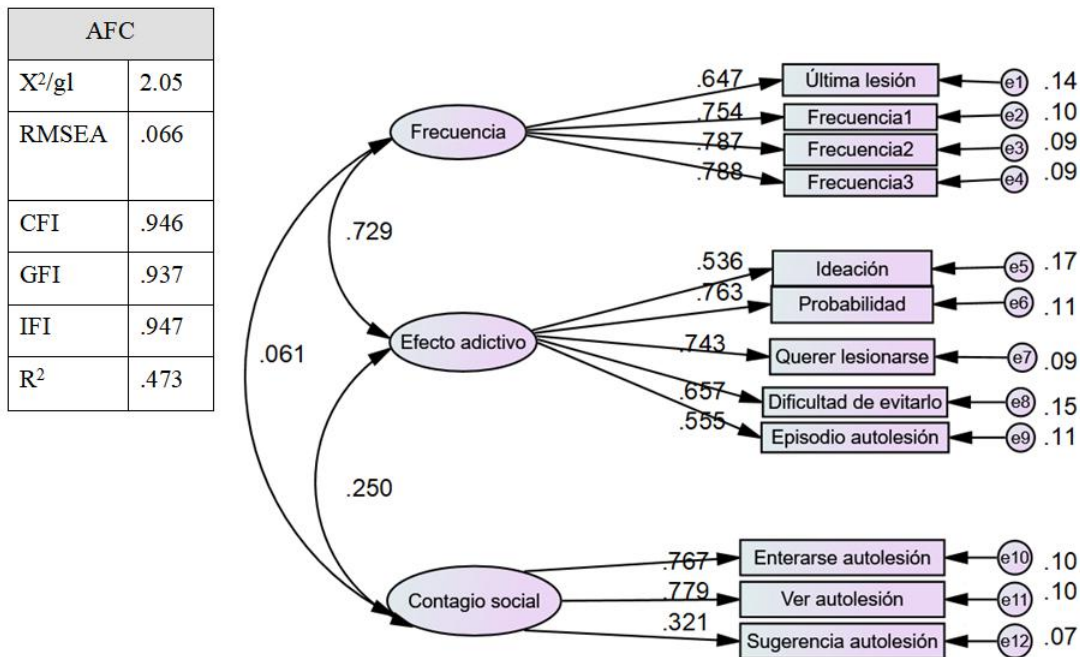 AFC
X²/gl 2.05
RMSEA .066
CFI .946
GFI .937
IFI .947
R² .473
.647 Última lesión e1 .14
.754 Frecuencia1 e2 .10
Frecuencia
.787 Frecuencia2 e3 .09
.788 Frecuencia3 e4 .09
.729
.536 Ideación e5 .17
.763 Probabilidad e6 .11
Efecto adictivo
.743 Querer lesionarse e7 .09
.061
.657 Dificultad de evitarlo e8 .15
.555 Episodio autolesión e9 .11
.250
.767 Enterarse autolesión e10 .10
Contagio social
.779 Ver autolesión e11 .10
.321 Sugerencia autolesión e12 .07